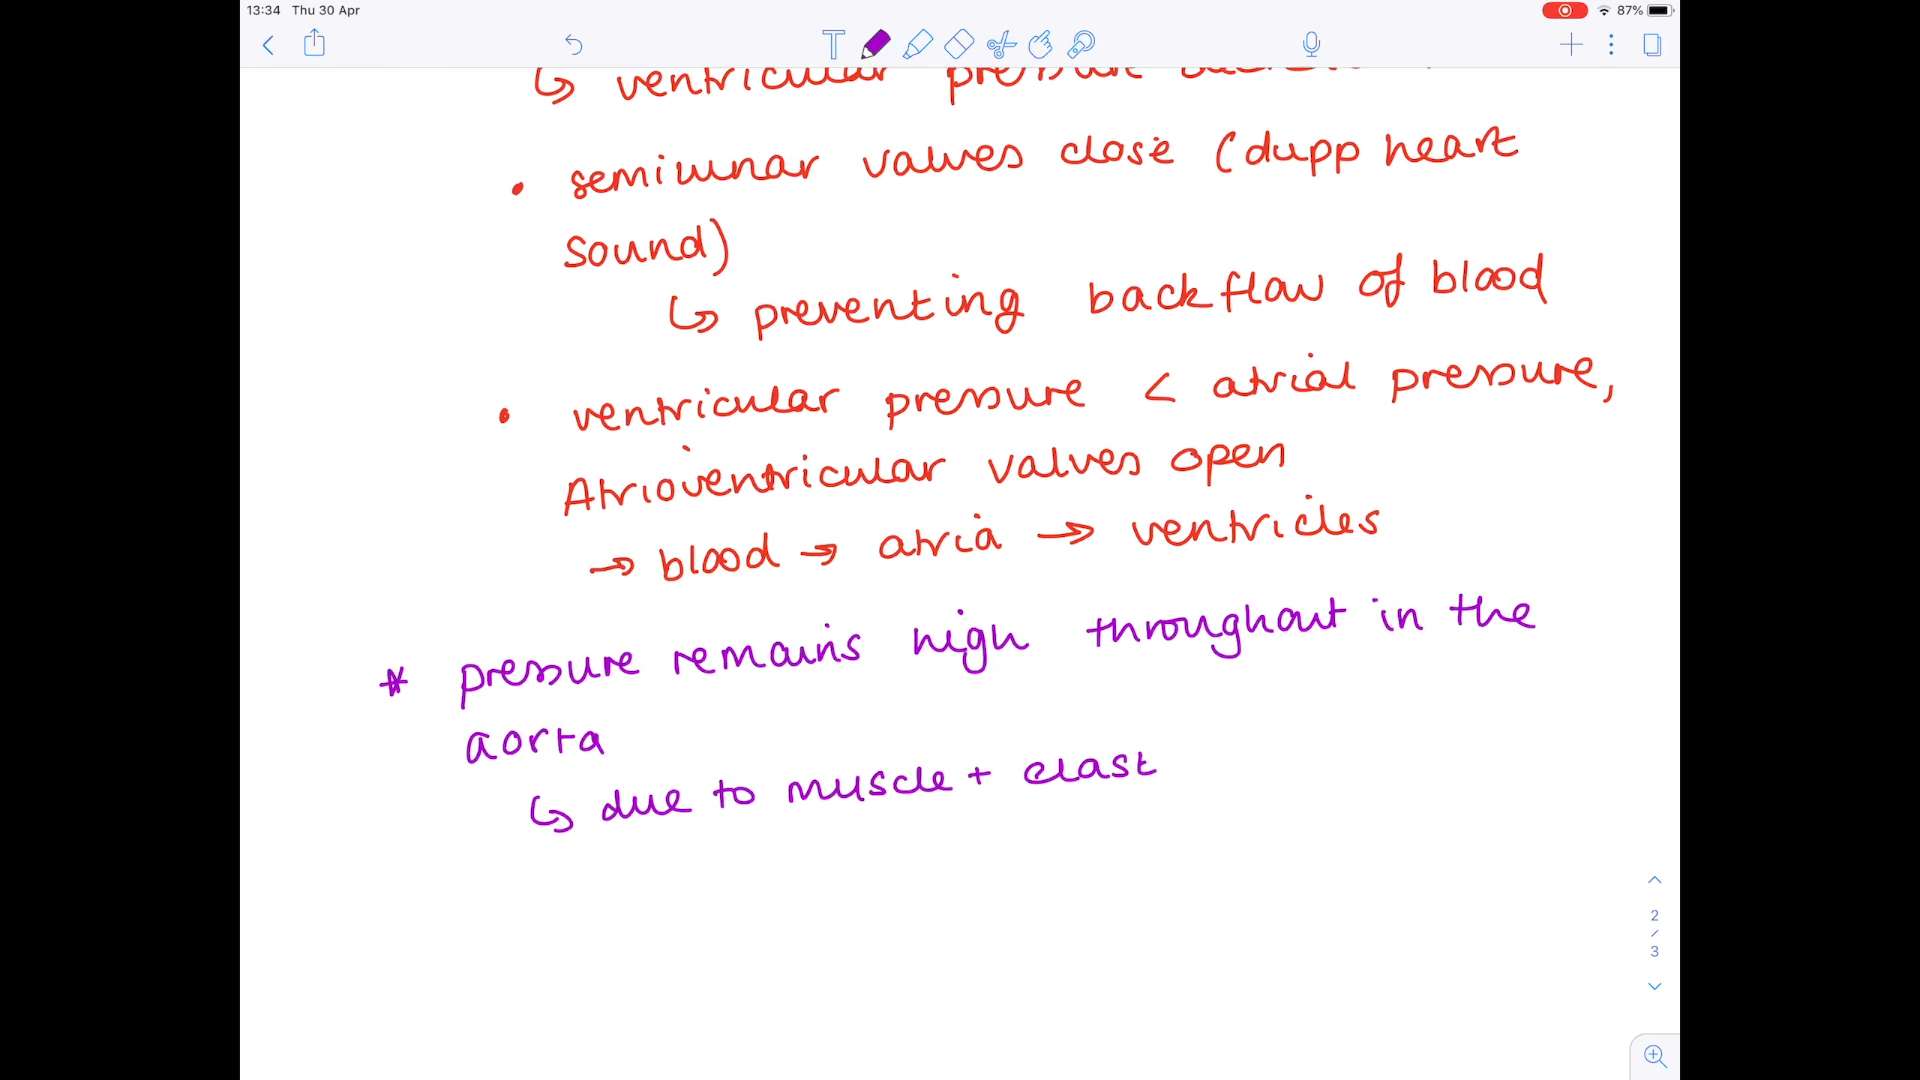 13:34 Thu 30 Apr
87%
↳ ventricular pressure
• semilunar valves close (dupp heart
sound)
↳ preventing backflow of blood
• ventricular pressure < atrial pressure,
Atrioventricular valves open
→ blood → atria → ventricles
* pressure remains high throughout in the
aorta
↳ due to muscle + elast
2
/
3